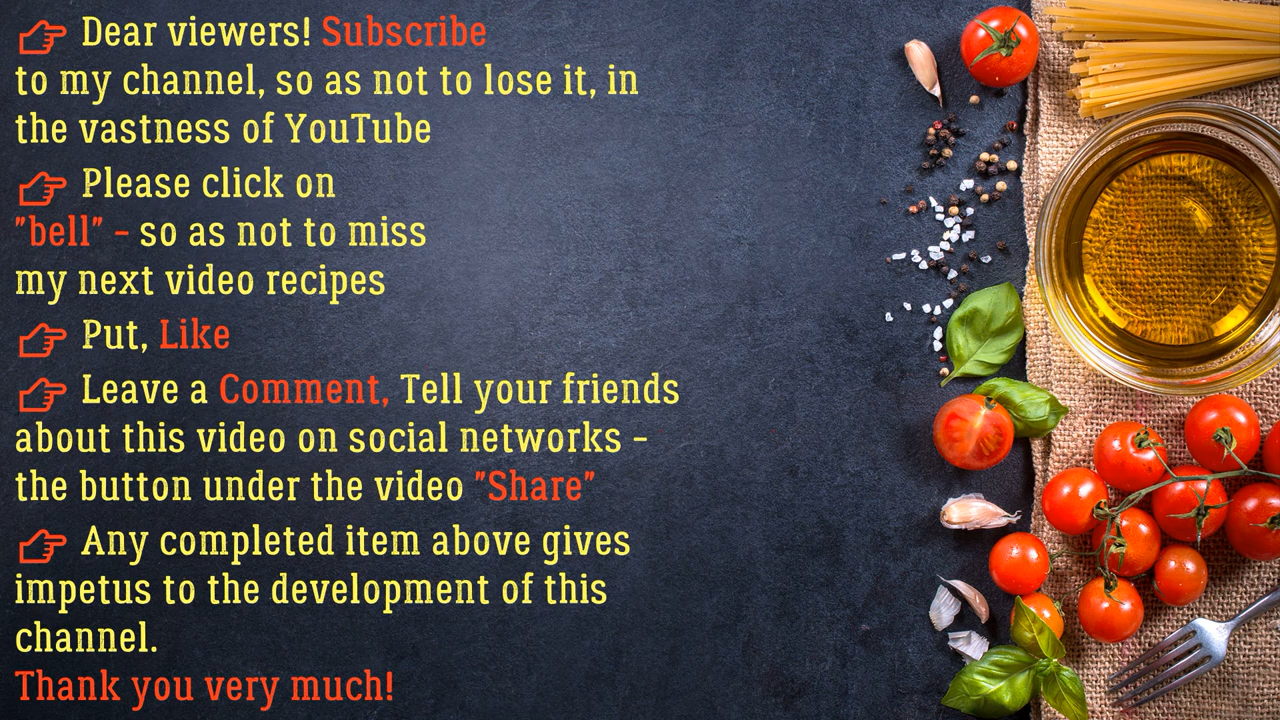 Dear viewers! Subscribe
to my channel, so as not to lose it, in
the vastness of YouTube
Please click on
"bell" - so as not to miss
my next video recipes
Put, Like
Leave a Comment, Tell your friends
about this video on social networks -
the button under the video "Share"
Any completed item above gives
impetus to the development of this
channel.
Thank you very much!